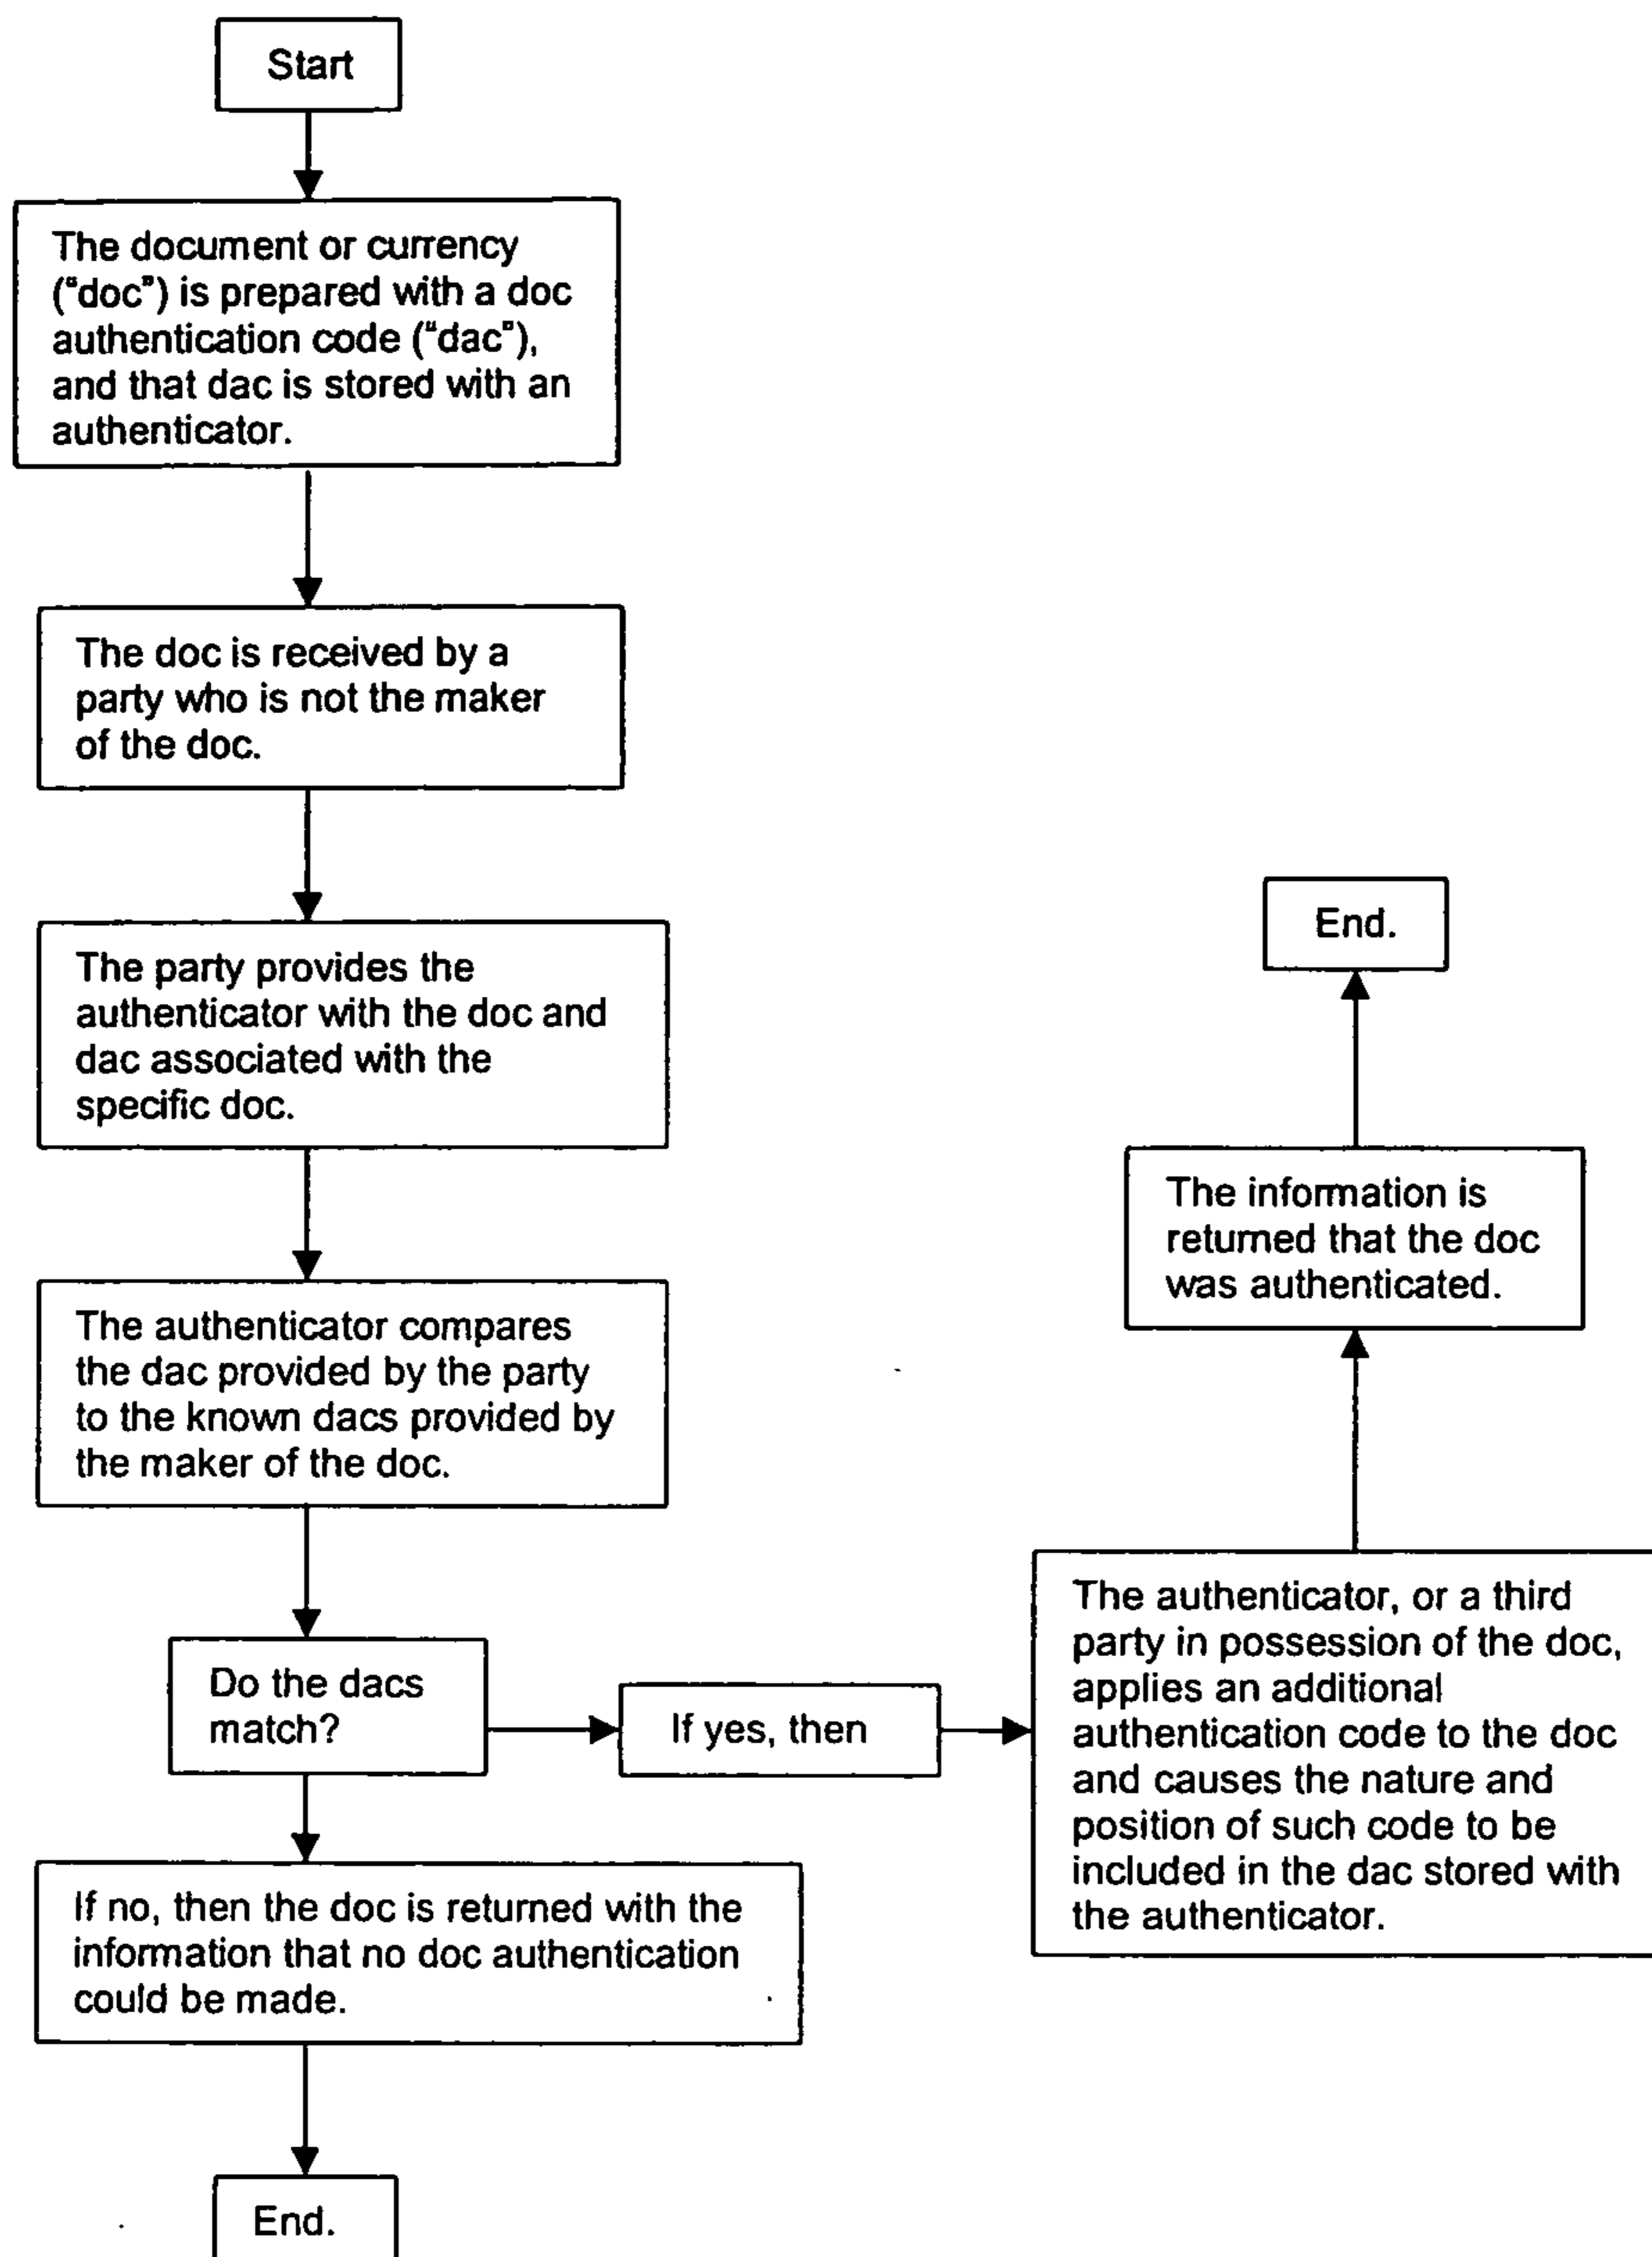 Start
The document or currency
("doc") is prepared with a doc
authentication code ("dac"),
and that dac is stored with an
authenticator.
The doc is received by a
party who is not the maker
of the doc.
The party provides the
authenticator with the doc and
dac associated with the
specific doc.
The authenticator compares
the dac provided by the party
to the known dacs provided by
the maker of the doc.
Do the dacs
match?
If no, then the doc is returned with the
information that no doc authentication
could be made.
End.
If yes, then
The authenticator, or a third
party in possession of the doc,
applies an additional
authentication code to the doc
and causes the nature and
position of such code to be
included in the dac stored with
the authenticator.
The information is
returned that the doc
was authenticated.
End.